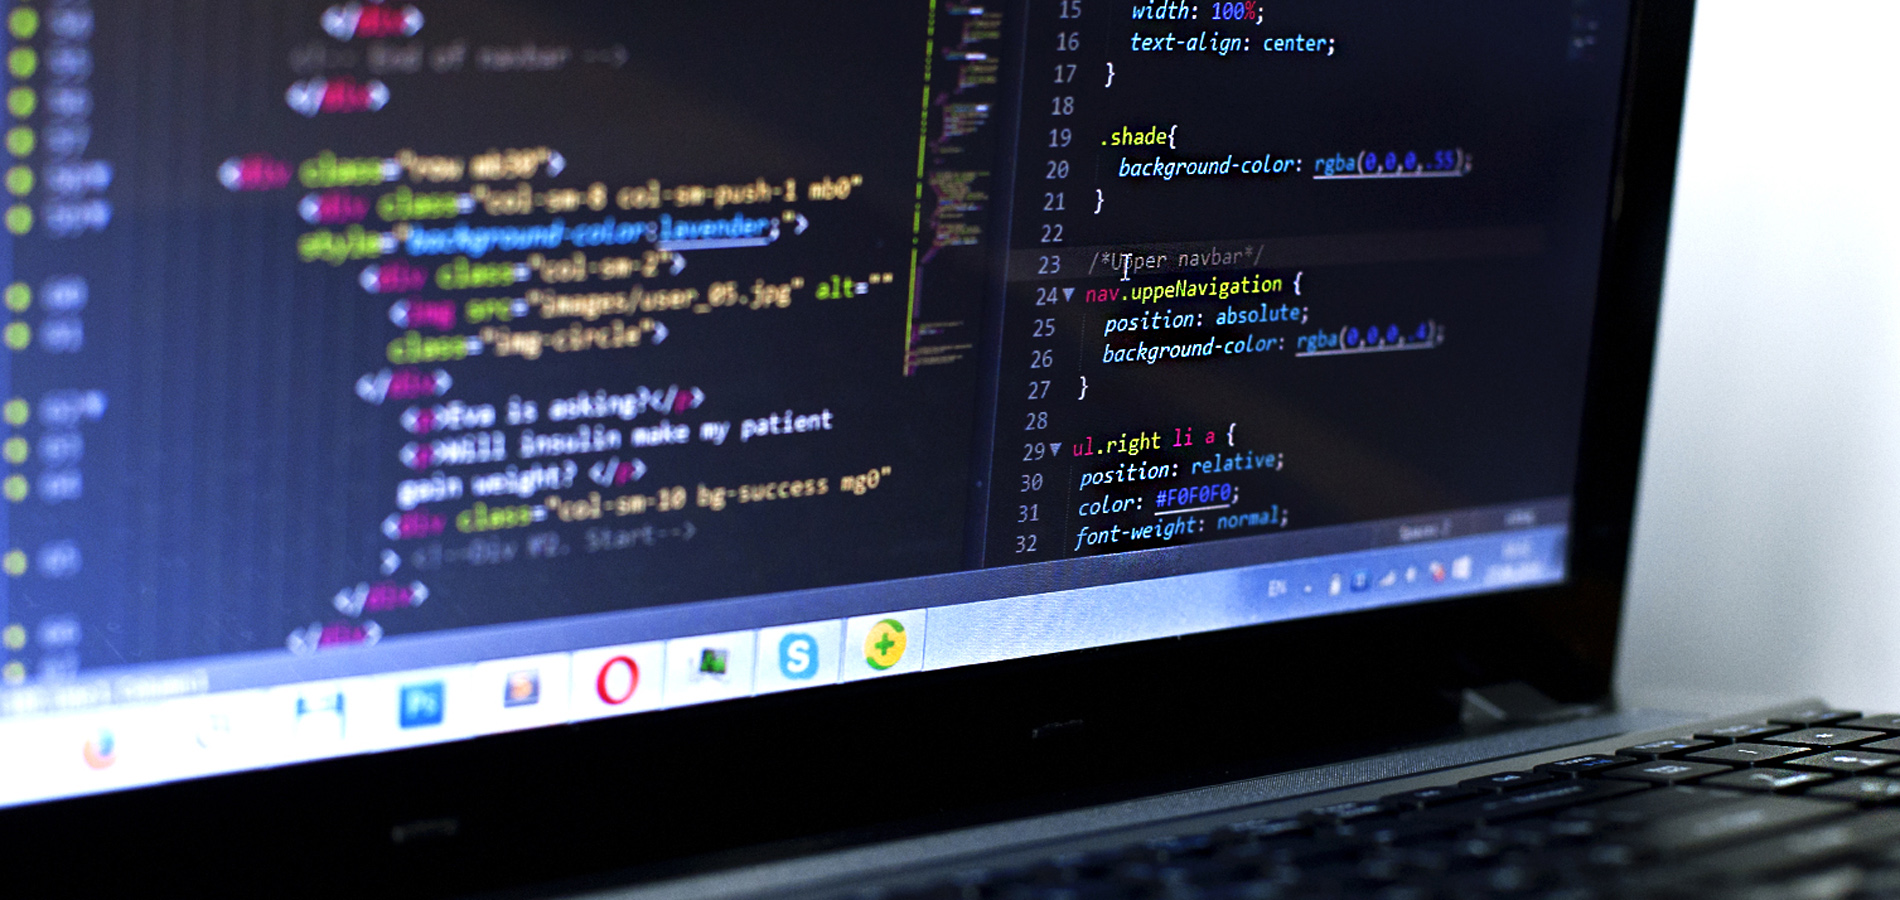 </div>
<!-- End of navbar -->
</div>
<div class="row mb30">
<div class="col-sm-8 col-sm-push-1 mb0"
style="background-color:lavender;">
<div class="col-sm-2">
<img src="images/user_05.jpg" alt=""
class="img-circle">
</div>
<p>Eva is asking?</p>
<p>Will insulin make my patient
gain weight? </p>
<div class="col-sm-10 bg-success mg0"
> <!--Div #2. Start-->
</div>
</div>
15 width: 100%;
16 text-align: center;
17 }
18
19 .shade{
20 background-color: rgba(0,0,0,.55);
21 }
22
23 /*Upper navbar*/
24 nav.uppeNavigation {
25 position: absolute;
26 background-color: rgba(0,0,0,.4);
27 }
28
29 ul.right li a {
30 position: relative;
31 color: #F0F0F0;
32 font-weight: normal;
EN
Ps
S